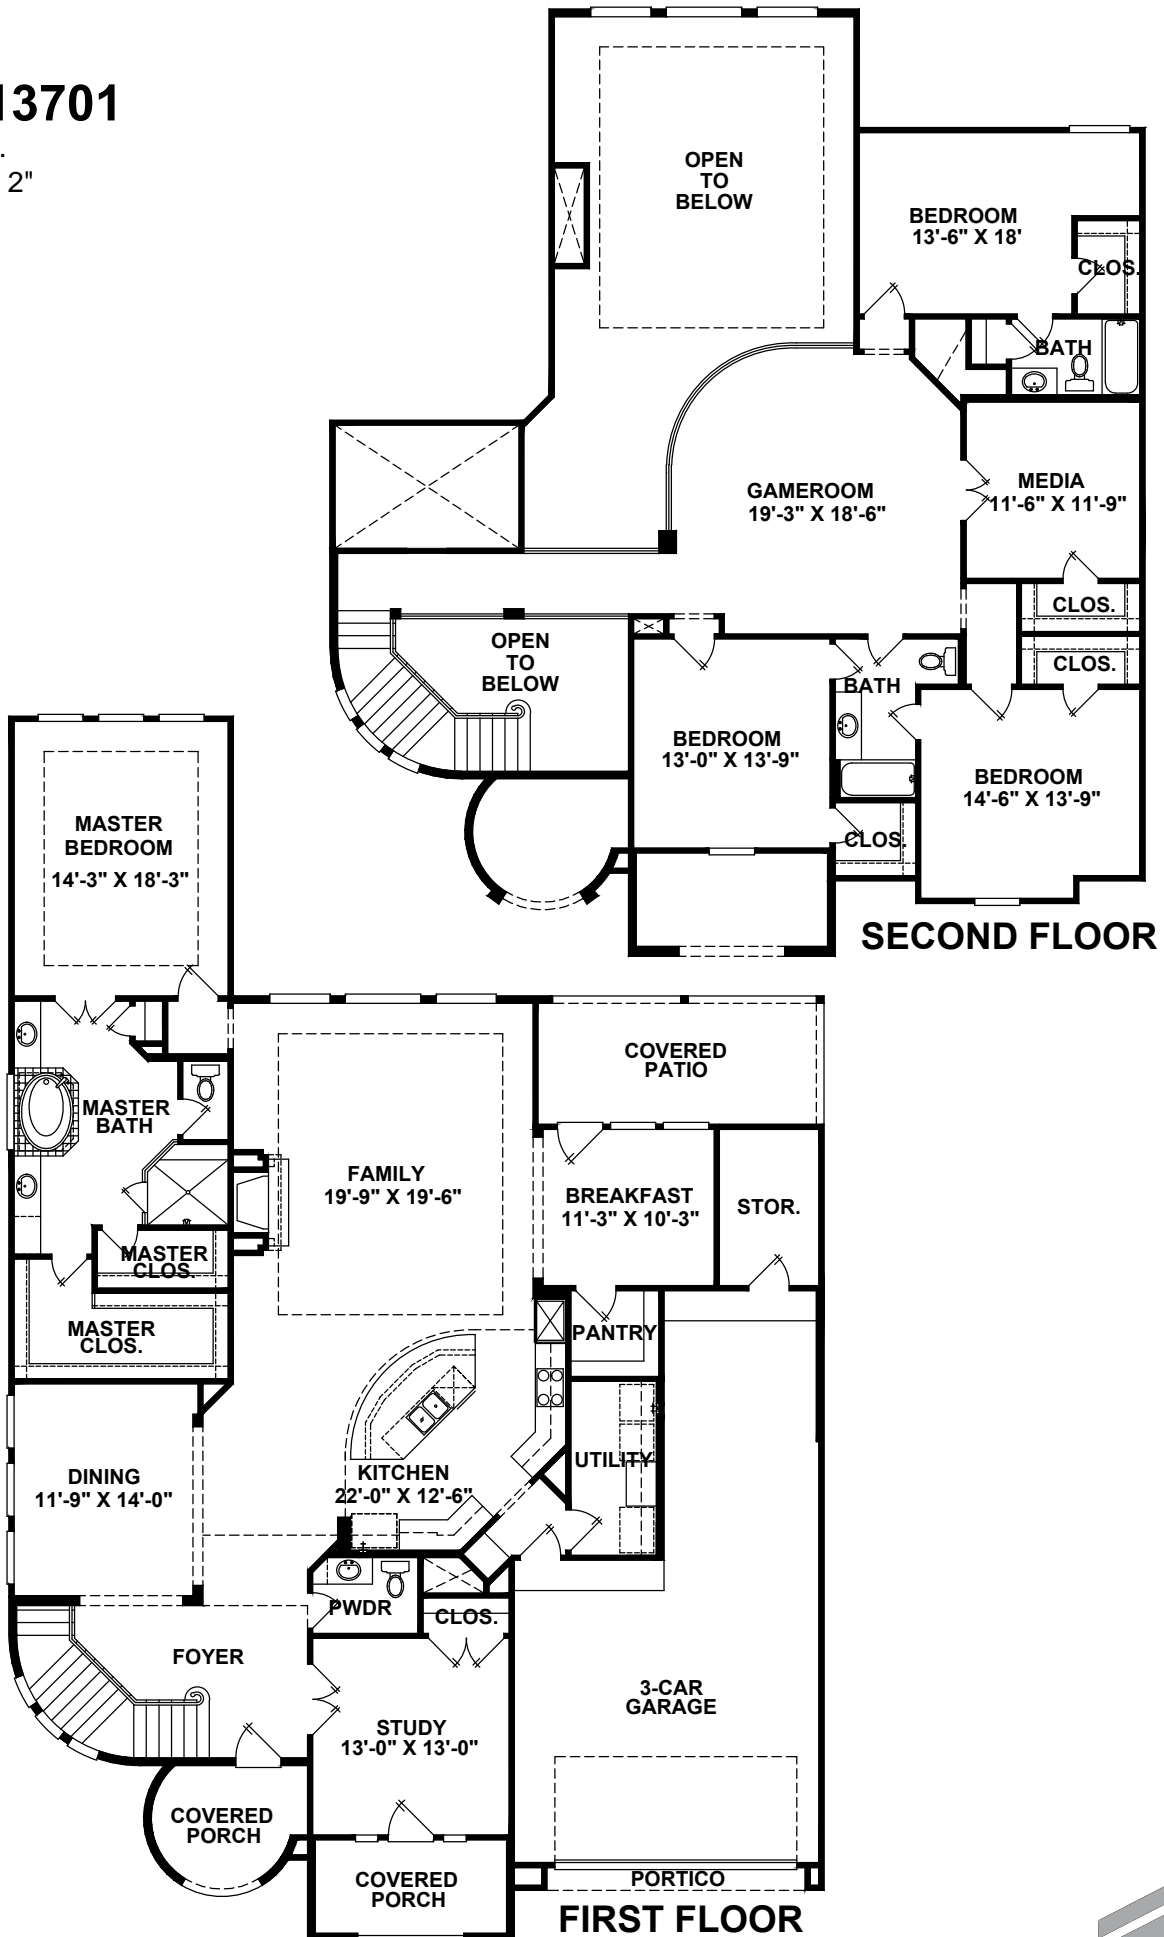 13701
.
2"
OPEN
TO
BELOW
BEDROOM
13'-6" X 18'
CLOS.
BATH
GAMEROOM
19'-3" X 18'-6"
MEDIA
11'-6" X 11'-9"
CLOS.
CLOS.
OPEN
TO
BELOW
BATH
BEDROOM
13'-0" X 13'-9"
BEDROOM
14'-6" X 13'-9"
CLOS.
SECOND FLOOR
MASTER
BEDROOM
14'-3" X 18'-3"
COVERED
PATIO
MASTER
BATH
FAMILY
19'-9" X 19'-6"
BREAKFAST
11'-3" X 10'-3"
STOR.
MASTER
CLOS.
MASTER
CLOS.
PANTRY
UTILITY
KITCHEN
22'-0" X 12'-6"
DINING
11'-9" X 14'-0"
PWDR
CLOS.
FOYER
3-CAR
GARAGE
STUDY
13'-0" X 13'-0"
COVERED
PORCH
COVERED
PORCH
PORTICO
FIRST FLOOR